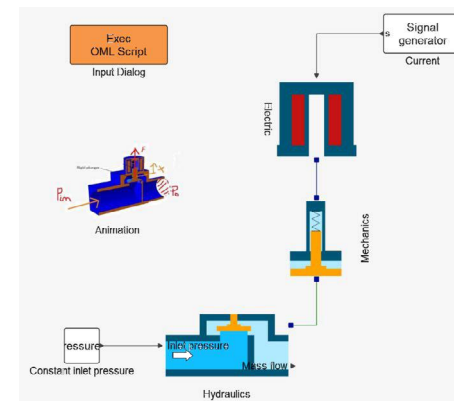 Signal
generator
s
Current
Exec
OML Script
Input Dialog
Electric
F
x
Pim
Animation
Mechanics
ressure
Constant inlet pressure
Inlet pressure
Mass flow
Hydraulics